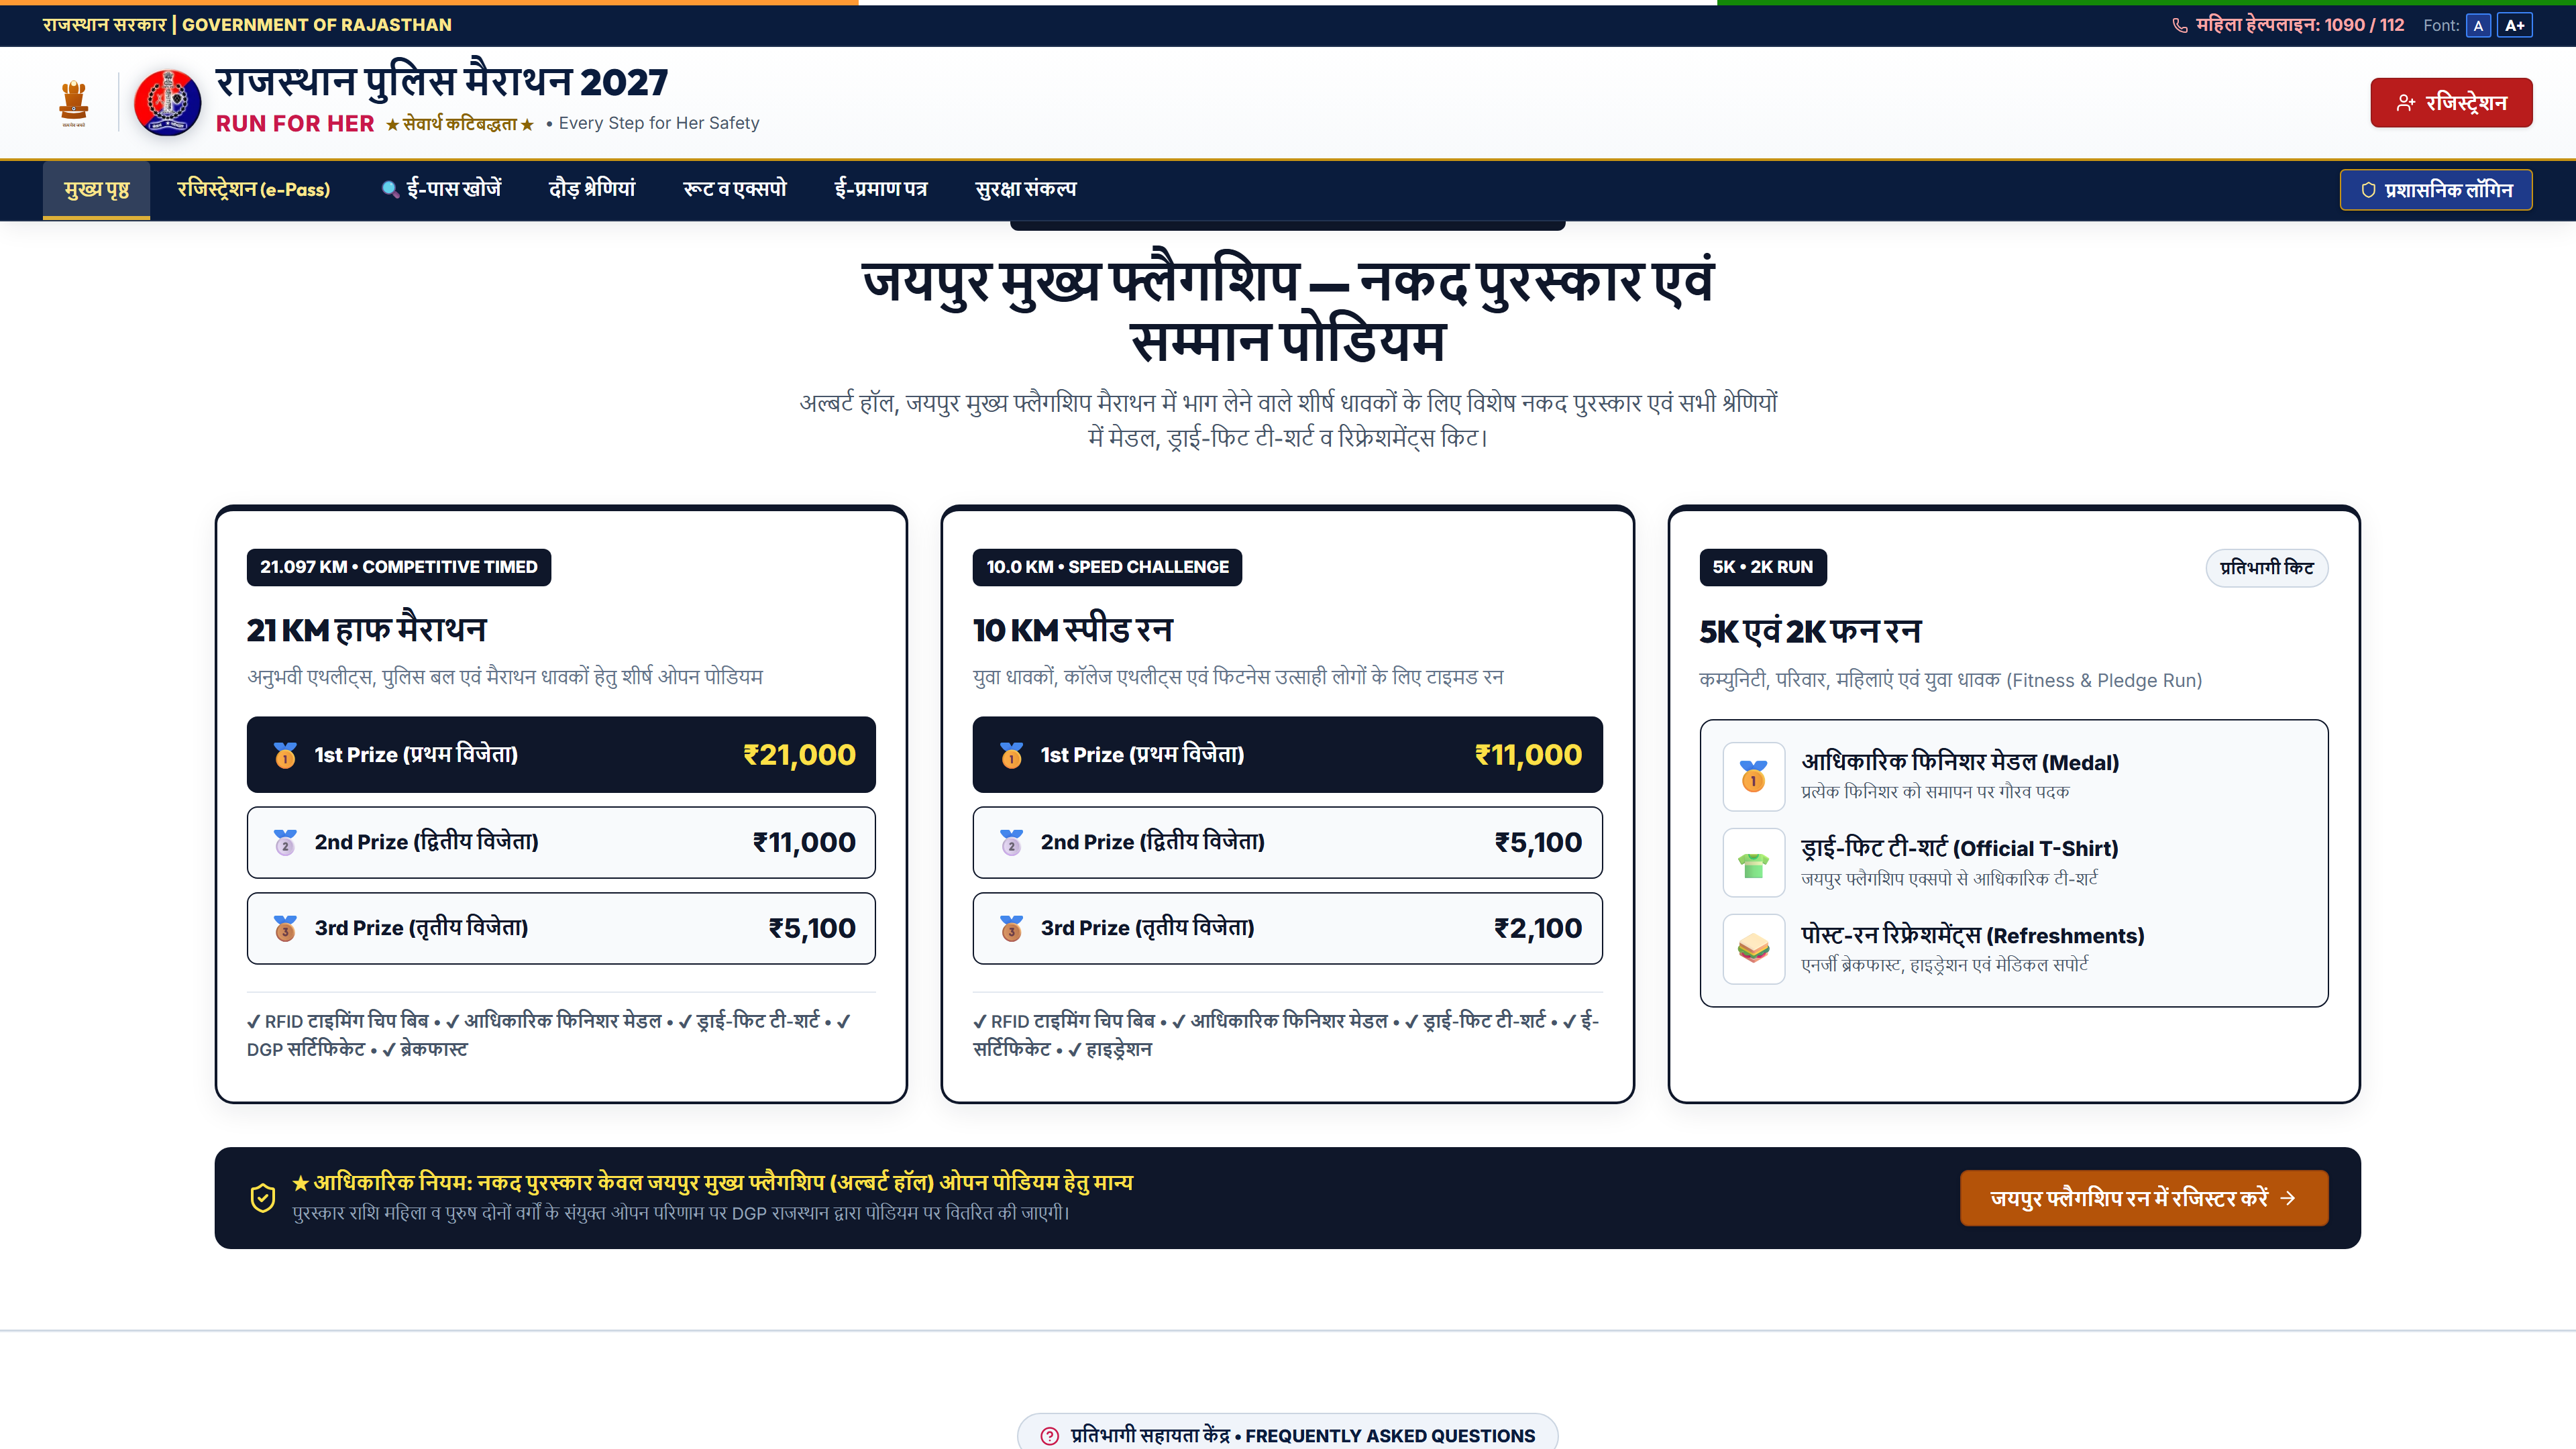 राजस्थान सरकार | GOVERNMENT OF RAJASTHAN
महिला हेल्पलाइन: 1090 / 112 Font: A A+
राजस्थान पुलिस मैराथन 2027
RUN FOR HER ★ सेवार्थ कटिबद्धता ★ • Every Step for Her Safety
रजिस्ट्रेशन
मुख्य पृष्ठ रजिस्ट्रेशन (e-Pass) 🔍 ई-पास खोजें दौड़ श्रेणियां रूट व एक्सपो ई-प्रमाण पत्र सुरक्षा संकल्प प्रशासनिक लॉगिन
जयपुर मुख्य फ्लैगशिप — नकद पुरस्कार एवं
सम्मान पोडियम
अल्बर्ट हॉल, जयपुर मुख्य फ्लैगशिप मैराथन में भाग लेने वाले शीर्ष धावकों के लिए विशेष नकद पुरस्कार एवं सभी श्रेणियों
में मेडल, ड्राई-फिट टी-शर्ट व रिफ्रेशमेंट्स किट।
21.097 KM • COMPETITIVE TIMED
21 KM हाफ मैराथन
अनुभवी एथलीट्स, पुलिस बल एवं मैराथन धावकों हेतु शीर्ष ओपन पोडियम
1st Prize (प्रथम विजेता) ₹21,000
2nd Prize (द्वितीय विजेता) ₹11,000
3rd Prize (तृतीय विजेता) ₹5,100
✓ RFID टाइमिंग चिप बिब • ✓ आधिकारिक फिनिशर मेडल • ✓ ड्राई-फिट टी-शर्ट • ✓
DGP सर्टिफिकेट • ✓ ब्रेकफास्ट
10.0 KM • SPEED CHALLENGE
10 KM स्पीड रन
युवा धावकों, कॉलेज एथलीट्स एवं फिटनेस उत्साही लोगों के लिए टाइमड रन
1st Prize (प्रथम विजेता) ₹11,000
2nd Prize (द्वितीय विजेता) ₹5,100
3rd Prize (तृतीय विजेता) ₹2,100
✓ RFID टाइमिंग चिप बिब • ✓ आधिकारिक फिनिशर मेडल • ✓ ड्राई-फिट टी-शर्ट • ✓ ई-
सर्टिफिकेट • ✓ हाइड्रेशन
5K • 2K RUN प्रतिभागी किट
5K एवं 2K फन रन
कम्युनिटी, परिवार, महिलाएं एवं युवा धावक (Fitness & Pledge Run)
आधिकारिक फिनिशर मेडल (Medal)
प्रत्येक फिनिशर को समापन पर गौरव पदक
ड्राई-फिट टी-शर्ट (Official T-Shirt)
जयपुर फ्लैगशिप एक्सपो से आधिकारिक टी-शर्ट
पोस्ट-रन रिफ्रेशमेंट्स (Refreshments)
एनर्जी ब्रेकफास्ट, हाइड्रेशन एवं मेडिकल सपोर्ट
★ आधिकारिक नियम: नकद पुरस्कार केवल जयपुर मुख्य फ्लैगशिप (अल्बर्ट हॉल) ओपन पोडियम हेतु मान्य
पुरस्कार राशि महिला व पुरुष दोनों वर्गों के संयुक्त ओपन परिणाम पर DGP राजस्थान द्वारा पोडियम पर वितरित की जाएगी।
जयपुर फ्लैगशिप रन में रजिस्टर करें →
प्रतिभागी सहायता केंद्र • FREQUENTLY ASKED QUESTIONS